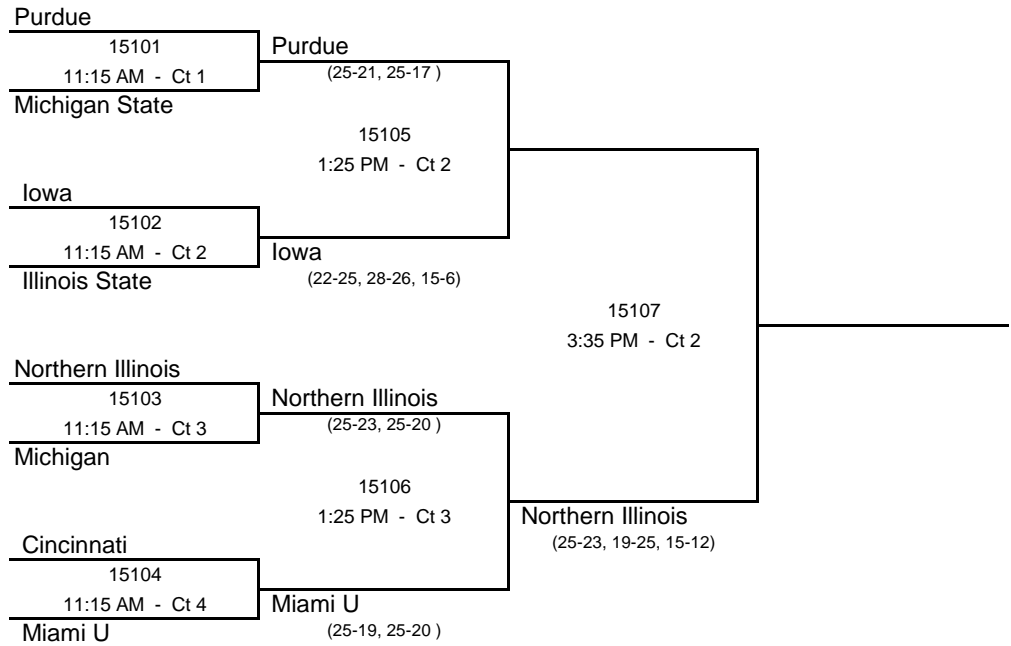 Purdue
15101
11:15 AM - Ct 1
Michigan State
Purdue
(25-21, 25-17 )
15105
1:25 PM - Ct 2
Iowa
15102
11:15 AM - Ct 2
Illinois State
Iowa
(22-25, 28-26, 15-6)
15107
3:35 PM - Ct 2
Northern Illinois
15103
11:15 AM - Ct 3
Michigan
Northern Illinois
(25-23, 25-20 )
15106
1:25 PM - Ct 3
Northern Illinois
(25-23, 19-25, 15-12)
Cincinnati
15104
11:15 AM - Ct 4
Miami U
Miami U
(25-19, 25-20 )